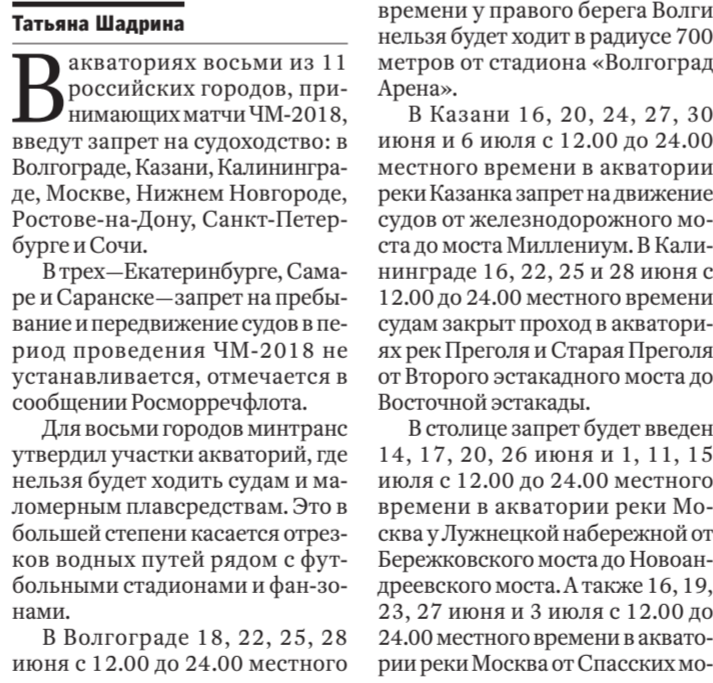 Татьяна Шадрина
В акваториях восьми из 11
российских городов, при-
нимающих матчи ЧМ-2018,
введут запрет на судоходство: в
Волгограде, Казани, Калинингра-
де, Москве, Нижнем Новгороде,
Ростове-на-Дону, Санкт-Петер-
бурге и Сочи.
В трех—Екатеринбурге, Сама-
ре и Саранске—запрет на пребы-
вание и передвижение судов в пе-
риод проведения ЧМ-2018 не
устанавливается, отмечается в
сообщении Росморречфлота.
Для восьми городов минтранс
утвердил участки акваторий, где
нельзя будет ходить судам и ма-
ломерным плавсредствам. Это в
большей степени касается отрез-
ков водных путей рядом с фут-
больными стадионами и фан-зо-
нами.
В Волгограде 18, 22, 25, 28
июня с 12.00 до 24.00 местного
времени у правого берега Волги
нельзя будет ходит в радиусе 700
метров от стадиона «Волгоград
Арена».
В Казани 16, 20, 24, 27, 30
июня и 6 июля с 12.00 до 24.00
местного времени в акватории
реки Казанка запрет на движение
судов от железнодорожного мо-
ста до моста Миллениум. В Кали-
нинграде 16, 22, 25 и 28 июня с
12.00 до 24.00 местного времени
судам закрыт проход в акватори-
ях рек Преголя и Старая Преголя
от Второго эстакадного моста до
Восточной эстакады.
В столице запрет будет введен
14, 17, 20, 26 июня и 1, 11, 15
июля с 12.00 до 24.00 местного
времени в акватории реки Мо-
сква у Лужнецкой набережной от
Бережковского моста до Новоан-
дреевского моста. А также 16, 19,
23, 27 июня и 3 июля с 12.00 до
24.00 местного времени в аквато-
рии реки Москва от Спасских мо-